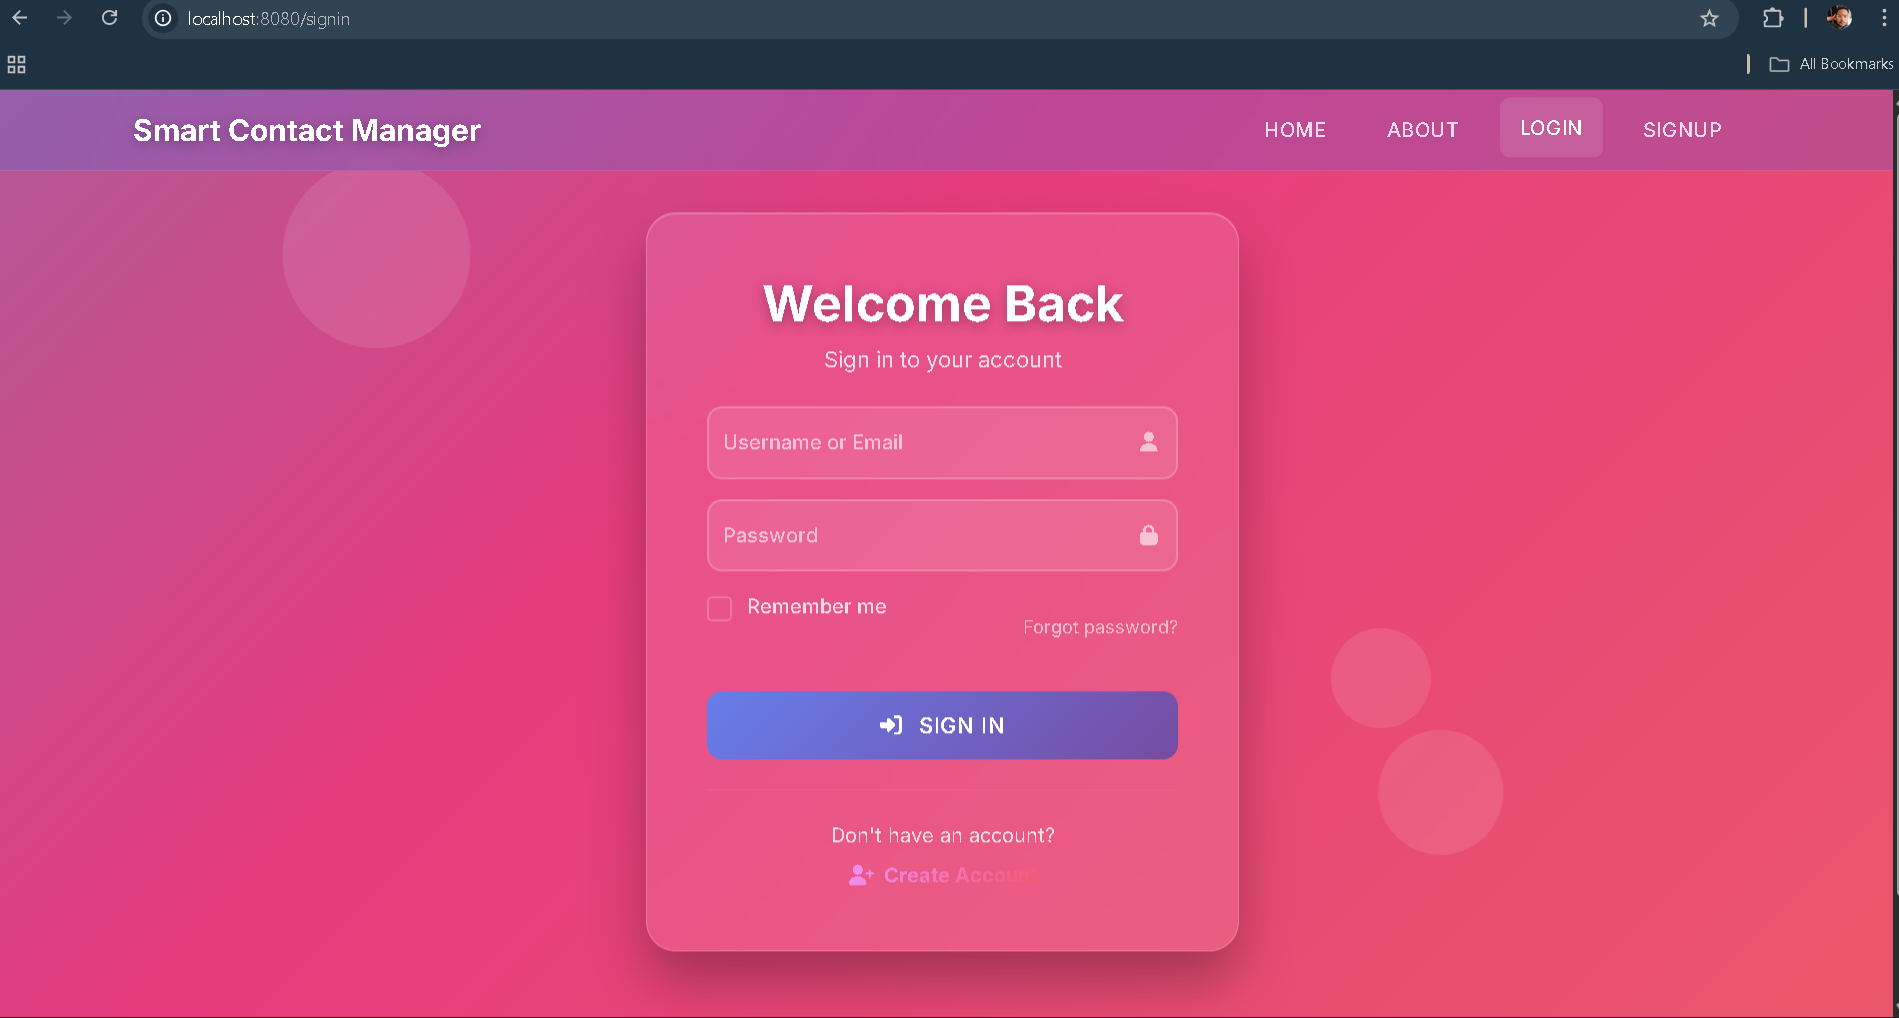 localhost:8080/signin
All Bookmarks
Smart Contact Manager
HOME
ABOUT
LOGIN
SIGNUP
Welcome Back
Sign in to your account
Username or Email
Password
Remember me
Forgot password?
SIGN IN
Don't have an account?
Create Account